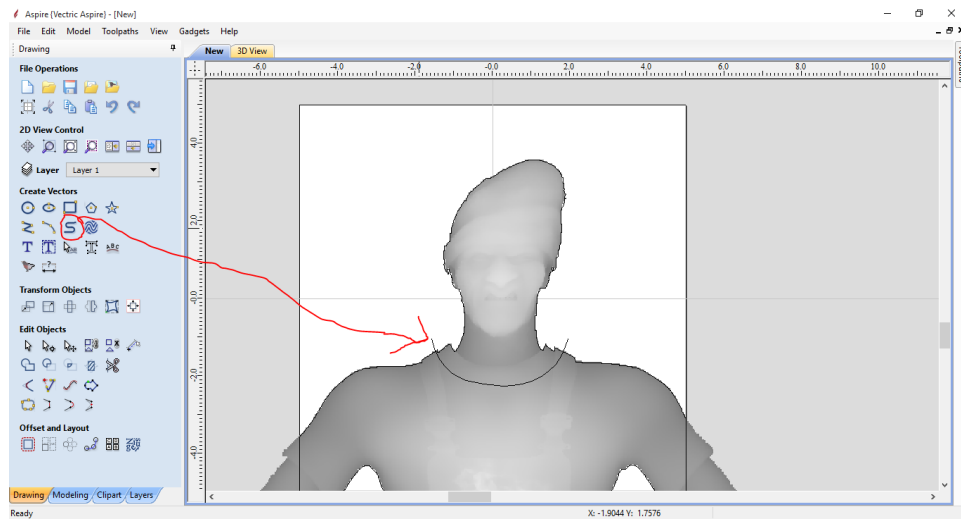 Aspire {Vectric Aspire} - [New]
File Edit Model Toolpaths View Gadgets Help
Drawing
New 3D View
File Operations
-6,0 -4,0 -2,0 -0,0 2,0 4,0 6,0 8,0 10,0
2D View Control
4,0
Layer Layer 1
Create Vectors
2,0
Transform Objects
-0,0
Edit Objects
-2,0
Offset and Layout
-4,0
Drawing Modeling Clipart Layers
Ready X: -1.9044 Y: 1.7576